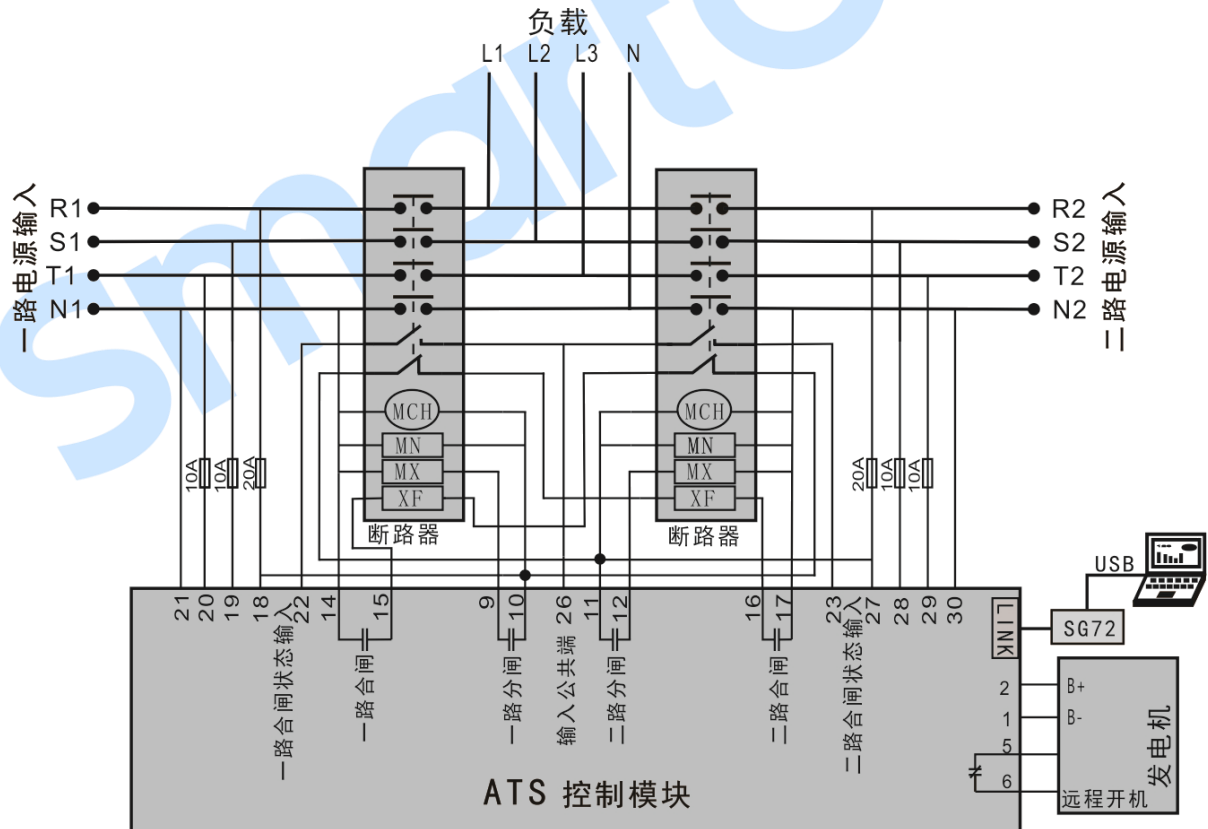 smart
负载
L1 L2 L3 N
一路电源输入
R1
S1
T1
N1
二路电源输入
R2
S2
T2
N2
MCH
MN
MX
XF
断路器
MCH
MN
MX
XF
断路器
10A 10A 20A
20A 10A 10A
USB
SG72
LINK
21 20 19 18 22 14 15 9 10 26 11 12 16 17 23 27 28 29 30
一路合闸状态输入
一路合闸
一路分闸
输入公共端
二路分闸
二路合闸
二路合闸状态输入
2 B+
1 B-
5
6
远程开机
发电机
ATS 控制模块